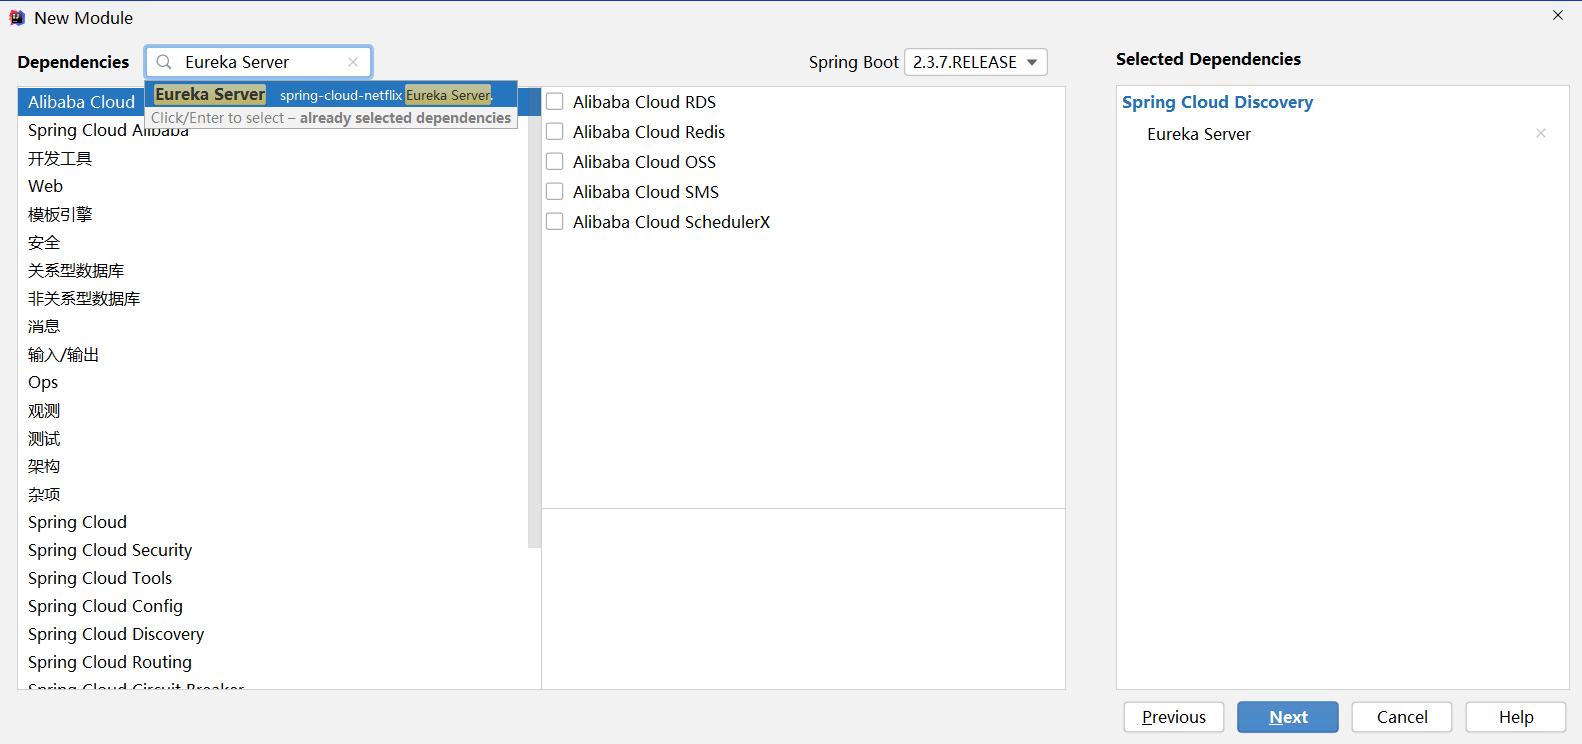 New Module
Dependencies
Eureka Server
Spring Boot
2.3.7.RELEASE
Eureka Server spring-cloud-netflix Eureka Server.
Click/Enter to select – already selected dependencies
Alibaba Cloud
Spring Cloud Alibaba
开发工具
Web
模板引擎
安全
关系型数据库
非关系型数据库
消息
输入/输出
Ops
观测
测试
架构
杂项
Spring Cloud
Spring Cloud Security
Spring Cloud Tools
Spring Cloud Config
Spring Cloud Discovery
Spring Cloud Routing
Spring Cloud Circuit Breaker
Alibaba Cloud RDS
Alibaba Cloud Redis
Alibaba Cloud OSS
Alibaba Cloud SMS
Alibaba Cloud SchedulerX
Selected Dependencies
Spring Cloud Discovery
Eureka Server
Previous
Next
Cancel
Help